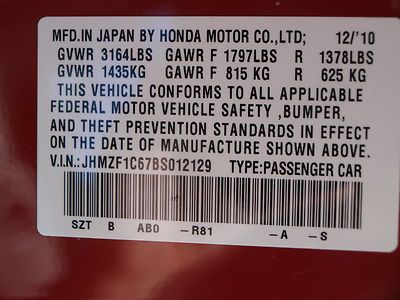 MFD.IN JAPAN BY HONDA MOTOR CO.,LTD; 12/'10
GVWR 3164LBS GAWR F 1797LBS R 1378LBS
GVWR 1435KG GAWR F 815 KG R 625 KG
THIS VEHICLE CONFORMS TO ALL APPLICABLE
FEDERAL MOTOR VEHICLE SAFETY ,BUMPER,
AND THEFT PREVENTION STANDARDS IN EFFECT
ON THE DATE OF MANUFACTURE SHOWN ABOVE.
V.I.N.:JHMZF1C67BS012129 TYPE:PASSENGER CAR
SZT B AB0 -R81 -A -S